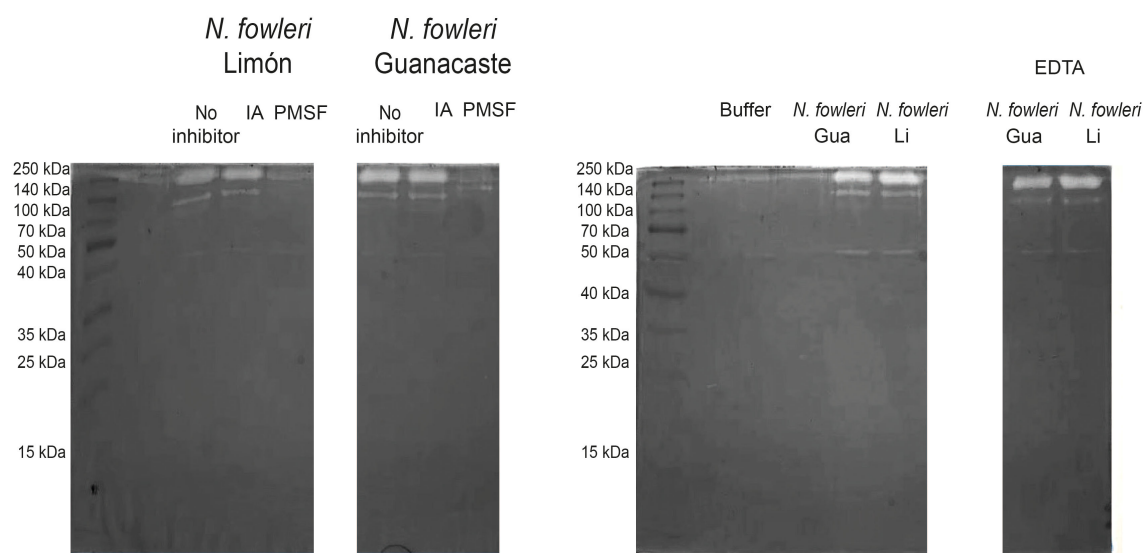 N. fowleri
Limón
N. fowleri
Guanacaste
No
inhibitor
IA
PMSF
No
inhibitor
IA
PMSF
250 kDa
140 kDa
100 kDa
70 kDa
50 kDa
40 kDa
35 kDa
25 kDa
15 kDa
EDTA
Buffer
N. fowleri
Gua
N. fowleri
Li
N. fowleri
Gua
N. fowleri
Li
250 kDa
140 kDa
100 kDa
70 kDa
50 kDa
40 kDa
35 kDa
25 kDa
15 kDa